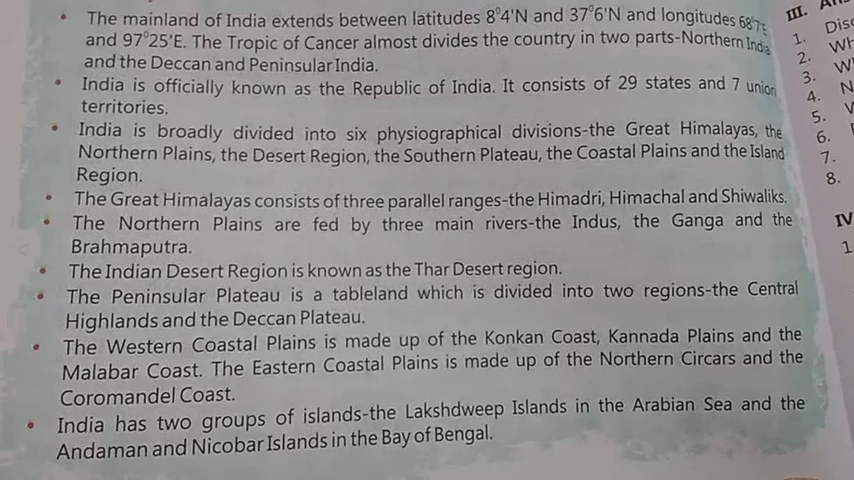 • The mainland of India extends between latitudes 8°4'N and 37°6'N and longitudes 68°7'E
and 97°25'E. The Tropic of Cancer almost divides the country in two parts-Northern India
and the Deccan and Peninsular India.
• India is officially known as the Republic of India. It consists of 29 states and 7 union
territories.
• India is broadly divided into six physiographical divisions-the Great Himalayas, the
Northern Plains, the Desert Region, the Southern Plateau, the Coastal Plains and the Island
Region.
• The Great Himalayas consists of three parallel ranges-the Himadri, Himachal and Shiwaliks.
• The Northern Plains are fed by three main rivers-the Indus, the Ganga and the
Brahmaputra.
• The Indian Desert Region is known as the Thar Desert region.
• The Peninsular Plateau is a tableland which is divided into two regions-the Central
Highlands and the Deccan Plateau.
• The Western Coastal Plains is made up of the Konkan Coast, Kannada Plains and the
Malabar Coast. The Eastern Coastal Plains is made up of the Northern Circars and the
Coromandel Coast.
• India has two groups of islands-the Lakshdweep Islands in the Arabian Sea and the
Andaman and Nicobar Islands in the Bay of Bengal.
III.
1.
2.
3.
4.
5.
6.
7.
8.
IV
1